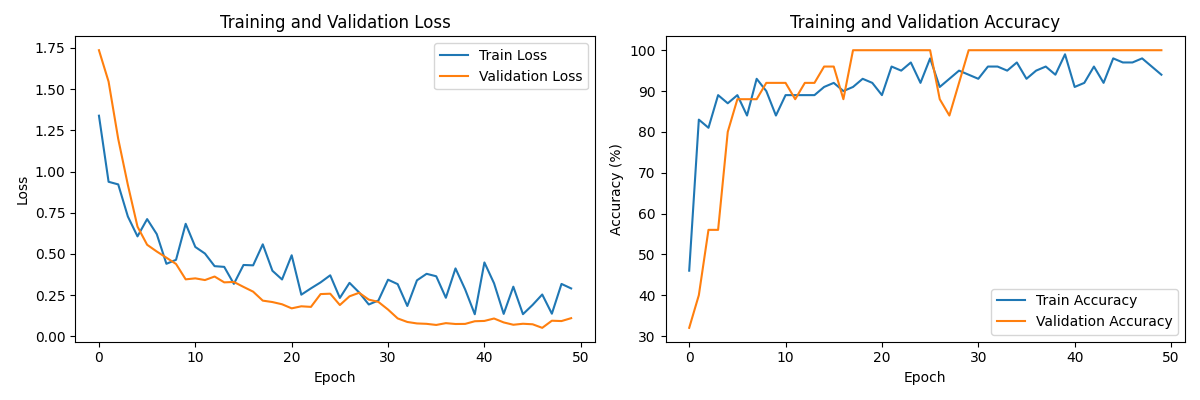 Training and Validation Loss
1.75
1.50
1.25
1.00
0.75
0.50
0.25
0.00
Loss
0 10 20 30 40 50
Epoch
Train Loss
Validation Loss
Training and Validation Accuracy
100
90
80
70
60
50
40
30
Accuracy (%)
0 10 20 30 40 50
Epoch
Train Accuracy
Validation Accuracy